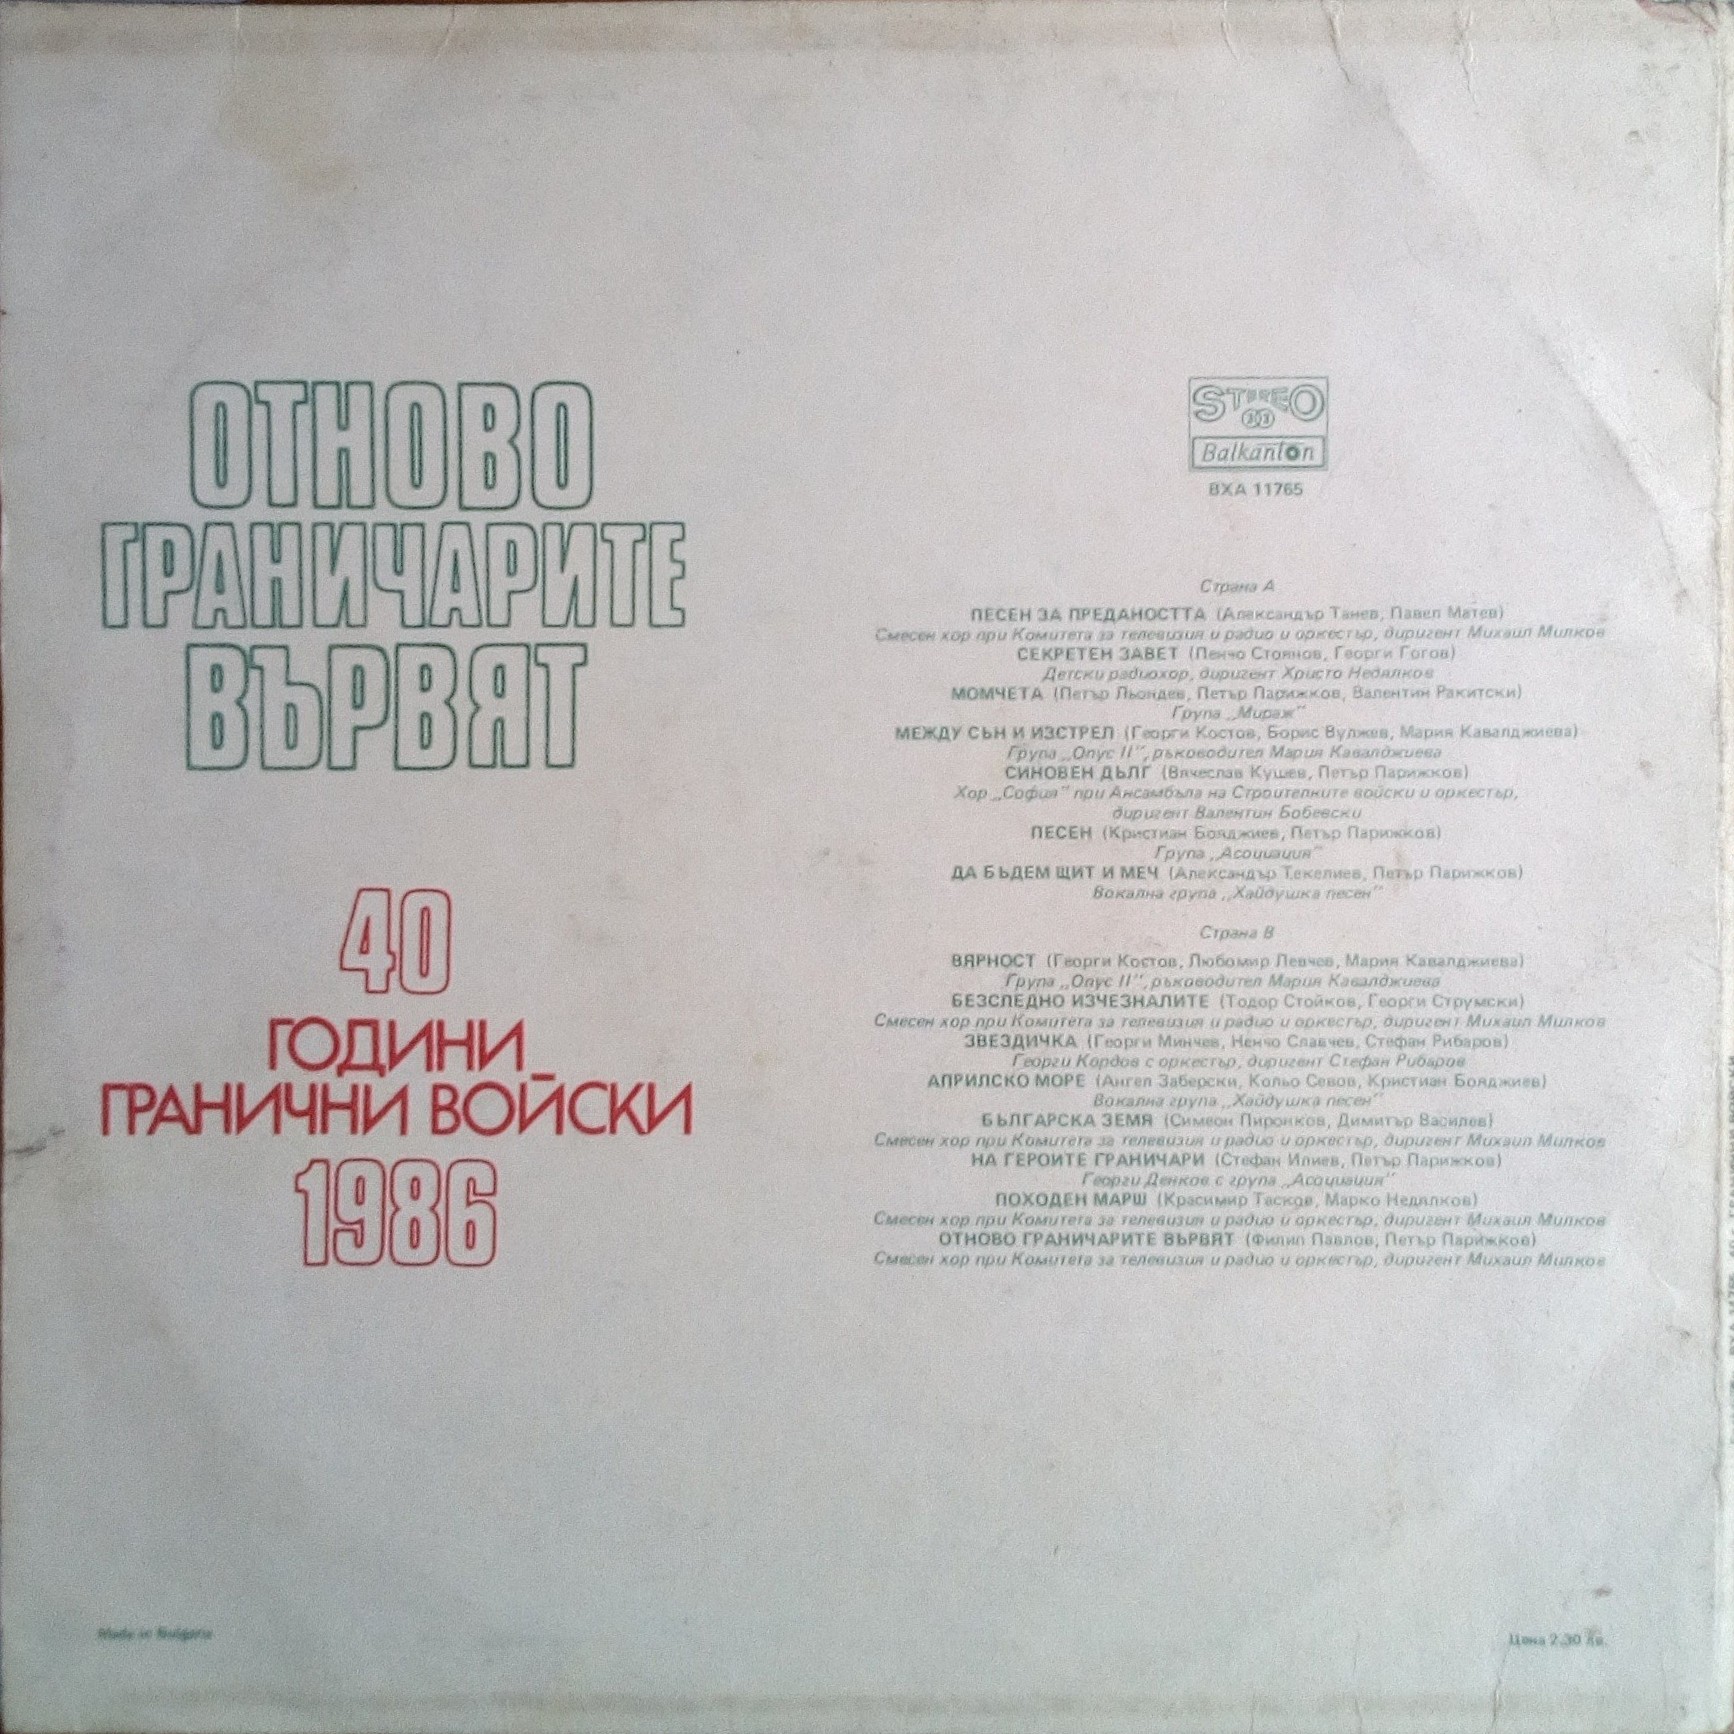 ОТНОВО
ГРАНИЧАРИТЕ
ВЪРВЯТ
40
ГОДИНИ
ГРАНИЧНИ ВОЙСКИ
1986
Made in Bulgaria
STEREO
33
Balkanton
ВХА 11765
Страна А
ПЕСЕН ЗА ПРЕДАНОСТТА (Александър Танев, Павел Матев)
Смесен хор при Комитета за телевизия и радио и оркестър, диригент Михаил Милков
СЕКРЕТЕН ЗАВЕТ (Пенчо Стоянов, Георги Гогов)
Детски радиохор, диригент Христо Недялков
МОМЧЕТА (Петър Льондев, Петър Парижков, Валентин Ракитски)
Група „Мираж"
МЕЖДУ СЪН И ИЗСТРЕЛ (Георги Костов, Борис Вулжев, Мария Кавалджиева)
Група „Опус II", ръководител Мария Кавалджиева
СИНОВЕН ДЪЛГ (Вячеслав Кушев, Петър Парижков)
Хор „София" при Ансамбъла на Строителните войски и оркестър,
диригент Валентин Бобевски
ПЕСЕН (Кристиан Бояджиев, Петър Парижков)
Група „Асоциация"
ДА БЪДЕМ ЩИТ И МЕЧ (Александър Текелиев, Петър Парижков)
Вокална група „Хайдушка песен"
Страна В
ВЯРНОСТ (Георги Костов, Любомир Левчев, Мария Кавалджиева)
Група „Опус II", ръководител Мария Кавалджиева
БЕЗСЛЕДНО ИЗЧЕЗНАЛИТЕ (Тодор Стойков, Георги Струмски)
Смесен хор при Комитета за телевизия и радио и оркестър, диригент Михаил Милков
ЗВЕЗДИЧКА (Георги Минчев, Ненчо Славчев, Стефан Рибаров)
Георги Кордов с оркестър, диригент Стефан Рибаров
АПРИЛСКО МОРЕ (Ангел Заберски, Кольо Севов, Кристиан Бояджиев)
Вокална група „Хайдушка песен"
БЪЛГАРСКА ЗЕМЯ (Симеон Пиронков, Димитър Василев)
Смесен хор при Комитета за телевизия и радио и оркестър, диригент Михаил Милков
НА ГЕРОИТЕ ГРАНИЧАРИ (Стефан Илиев, Петър Парижков)
Георги Денков с група „Асоциация"
ПОХОДЕН МАРШ (Красимир Тасков, Марко Недялков)
Смесен хор при Комитета за телевизия и радио и оркестър, диригент Михаил Милков
ОТНОВО ГРАНИЧАРИТЕ ВЪРВЯТ (Филип Павлов, Петър Парижков)
Смесен хор при Комитета за телевизия и радио и оркестър, диригент Михаил Милков
Цена 2.30 лв.